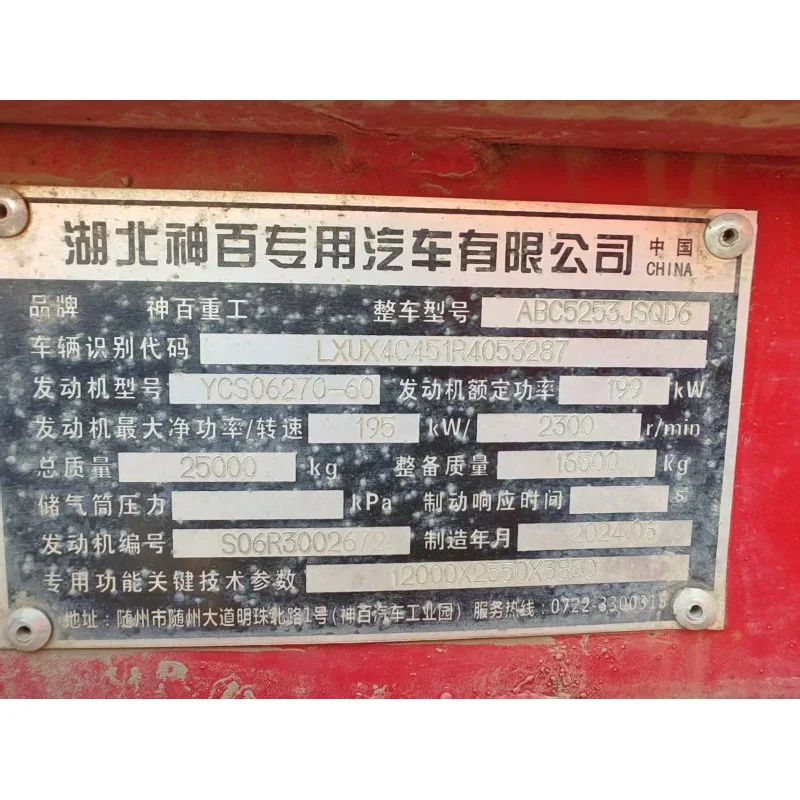 湖北神百专用汽车有限公司 中国 CHINA
品牌 神百重工 整车型号 ABC5253JSQD6
车辆识别代码 LXUX4C451R4053287
发动机型号 YCS06270-60 发动机额定功率 199 kW
发动机最大净功率/转速 195 kW/ 2300 r/min
总质量 25000 kg 整备质量 16500 kg
储气筒压力 kPa 制动响应时间 s
发动机编号 S06R3002672 制造年月 2024.06
专用功能关键技术参数 12000X2550X3850
地址：随州市随州大道明珠北路1号(神百汽车工业园) 服务热线：0722-3300318